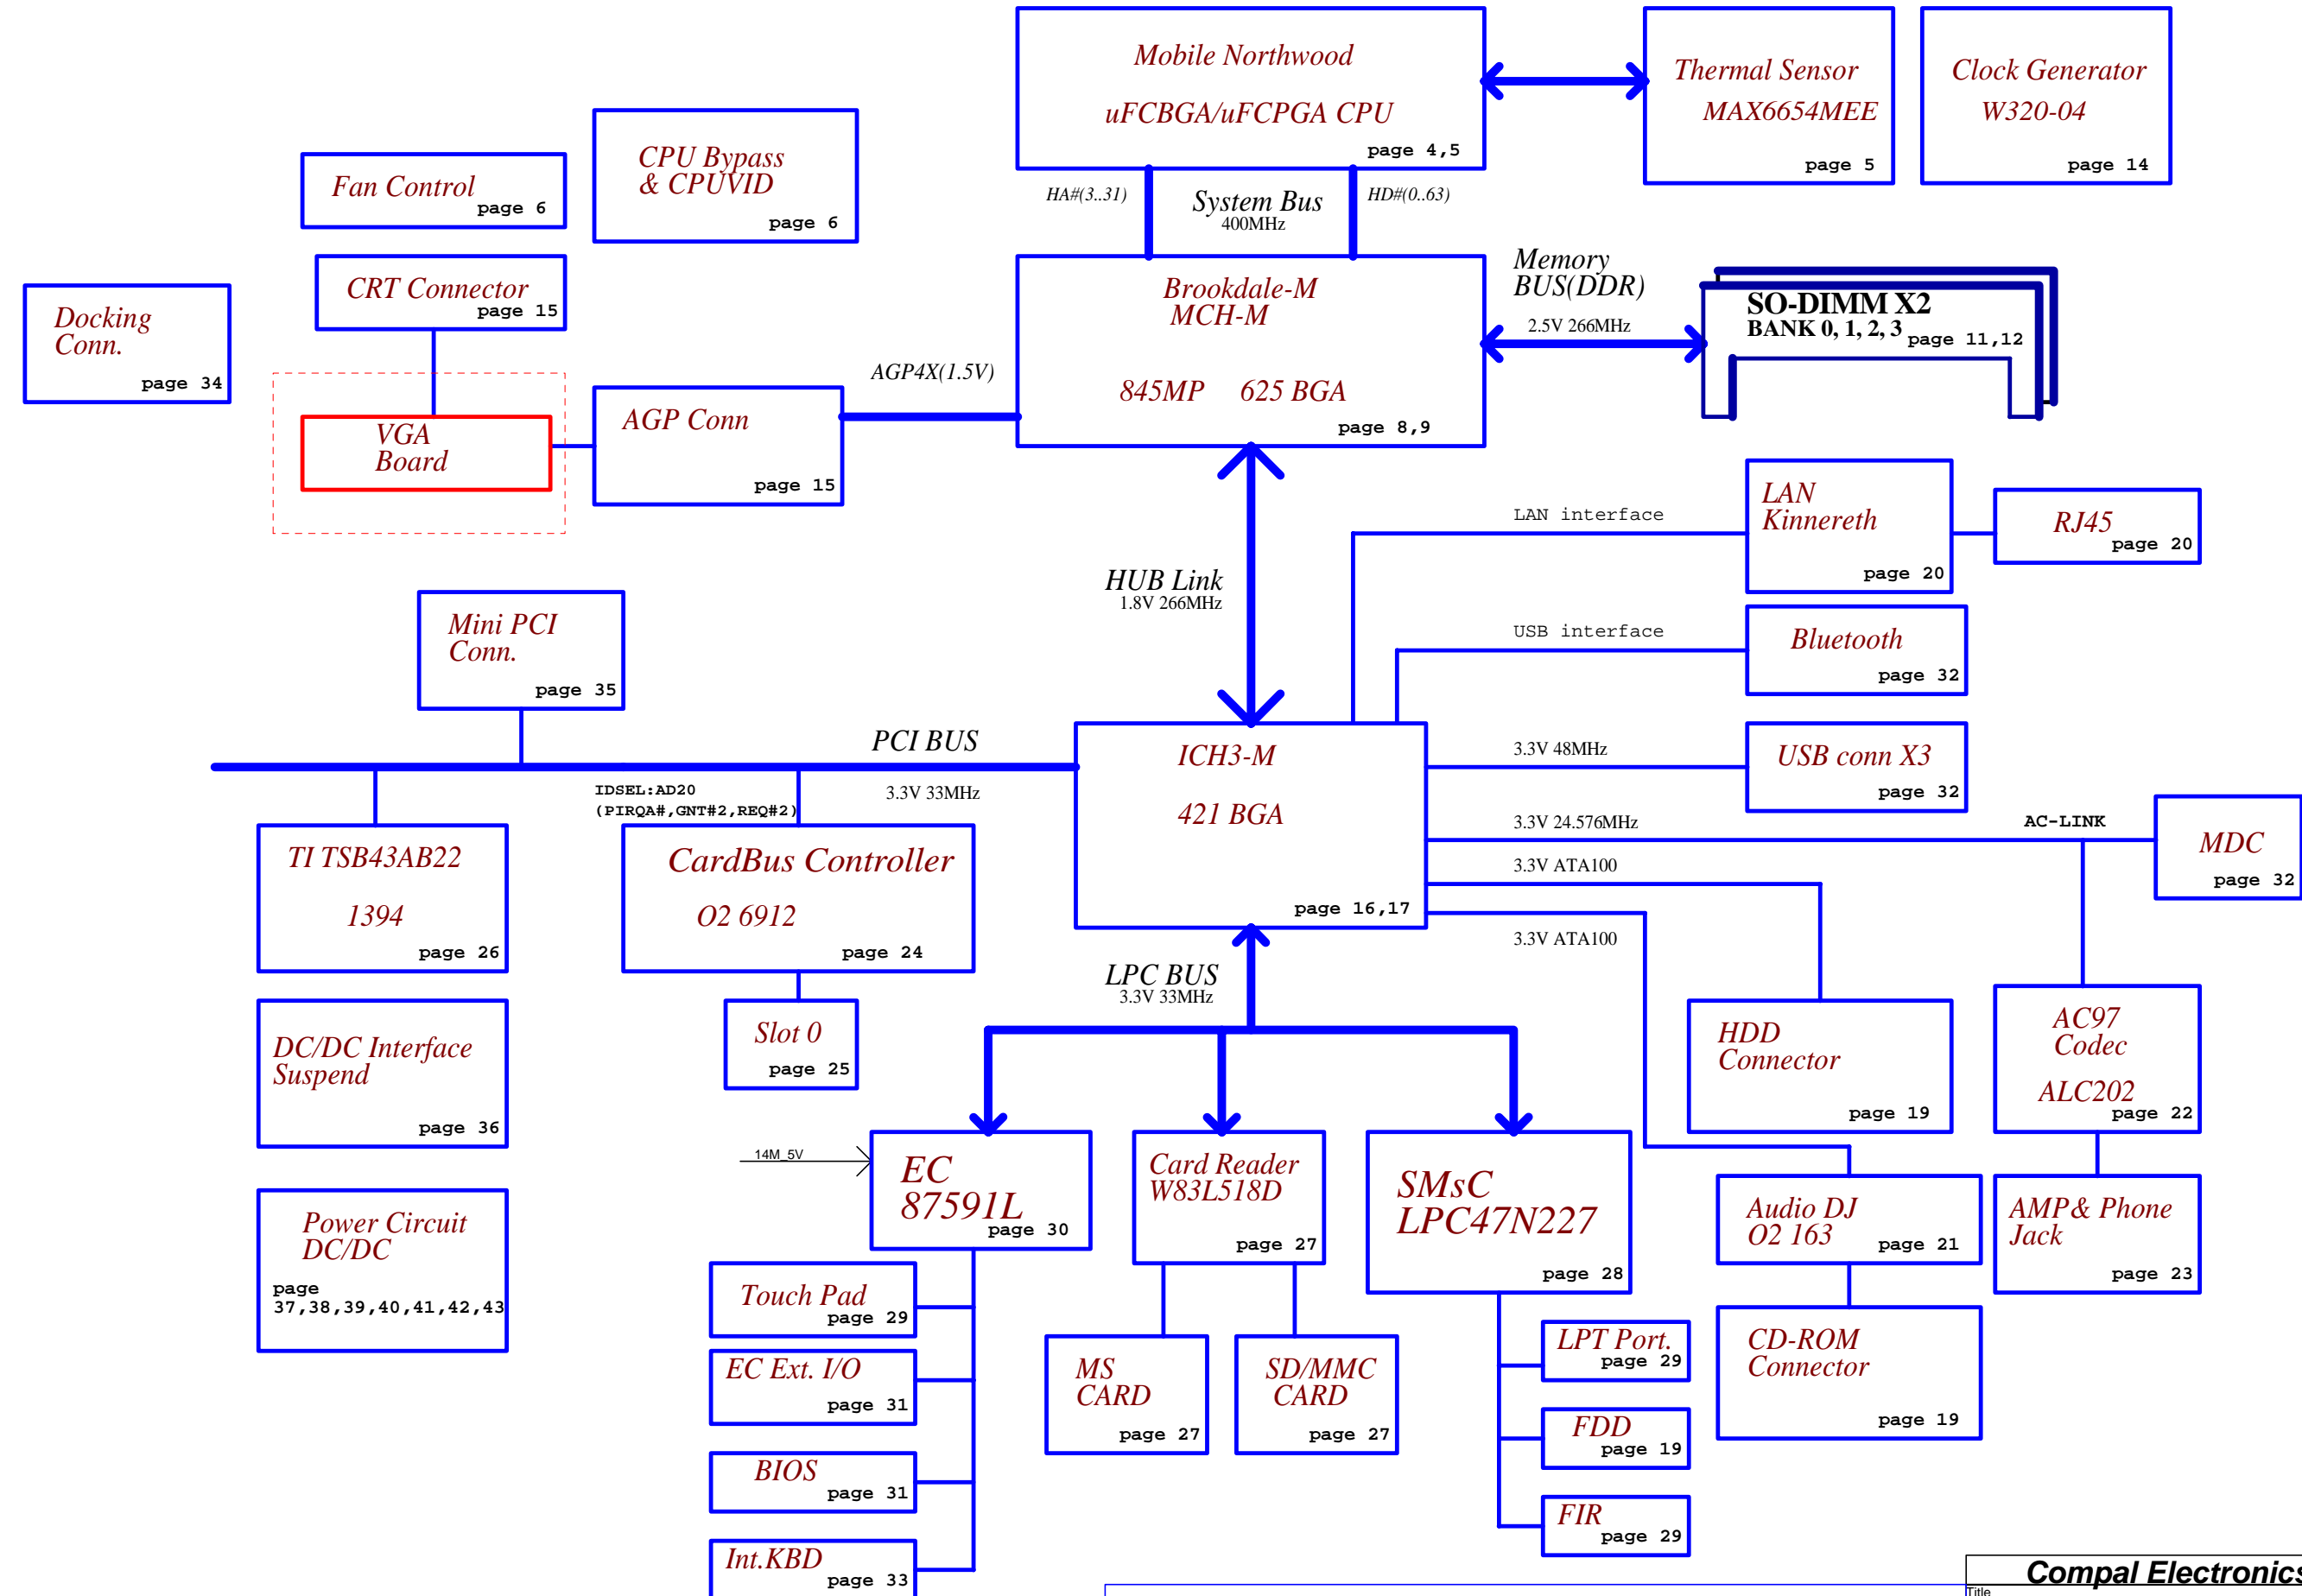 Mobile Northwood
uFCBGA/uFCPGA CPU
page 4,5
Thermal Sensor
MAX6654MEE
page 5
Clock Generator
W320-04
page 14
Fan Control
page 6
CPU Bypass
& CPUVID
page 6
HA#(3..31)
System Bus
400MHz
HD#(0..63)
Docking
Conn.
page 34
CRT Connector
page 15
VGA
Board
AGP Conn
page 15
AGP4X(1.5V)
Brookdale-M
MCH-M
845MP 625 BGA
page 8,9
Memory
BUS(DDR)
2.5V 266MHz
SO-DIMM X2
BANK 0, 1, 2, 3
page 11,12
HUB Link
1.8V 266MHz
LAN interface
LAN
Kinnereth
page 20
RJ45
page 20
USB interface
Bluetooth
page 32
Mini PCI
Conn.
page 35
PCI BUS
3.3V 33MHz
IDSEL:AD20
(PIRQA#,GNT#2,REQ#2)
ICH3-M
421 BGA
page 16,17
3.3V 48MHz
USB conn X3
page 32
3.3V 24.576MHz
AC-LINK
MDC
page 32
3.3V ATA100
3.3V ATA100
TI TSB43AB22
1394
page 26
CardBus Controller
O2 6912
page 24
LPC BUS
3.3V 33MHz
DC/DC Interface
Suspend
page 36
Slot 0
page 25
HDD
Connector
page 19
AC97
Codec
ALC202
page 22
14M_5V
EC
87591L
page 30
Card Reader
W83L518D
page 27
SMsC
LPC47N227
page 28
Audio DJ
O2 163
page 21
AMP& Phone
Jack
page 23
Power Circuit
DC/DC
page
37,38,39,40,41,42,43
Touch Pad
page 29
EC Ext. I/O
page 31
BIOS
page 31
Int.KBD
page 33
MS
CARD
page 27
SD/MMC
CARD
page 27
LPT Port.
page 29
FDD
page 19
FIR
page 29
CD-ROM
Connector
page 19
Compal Electronics
Title